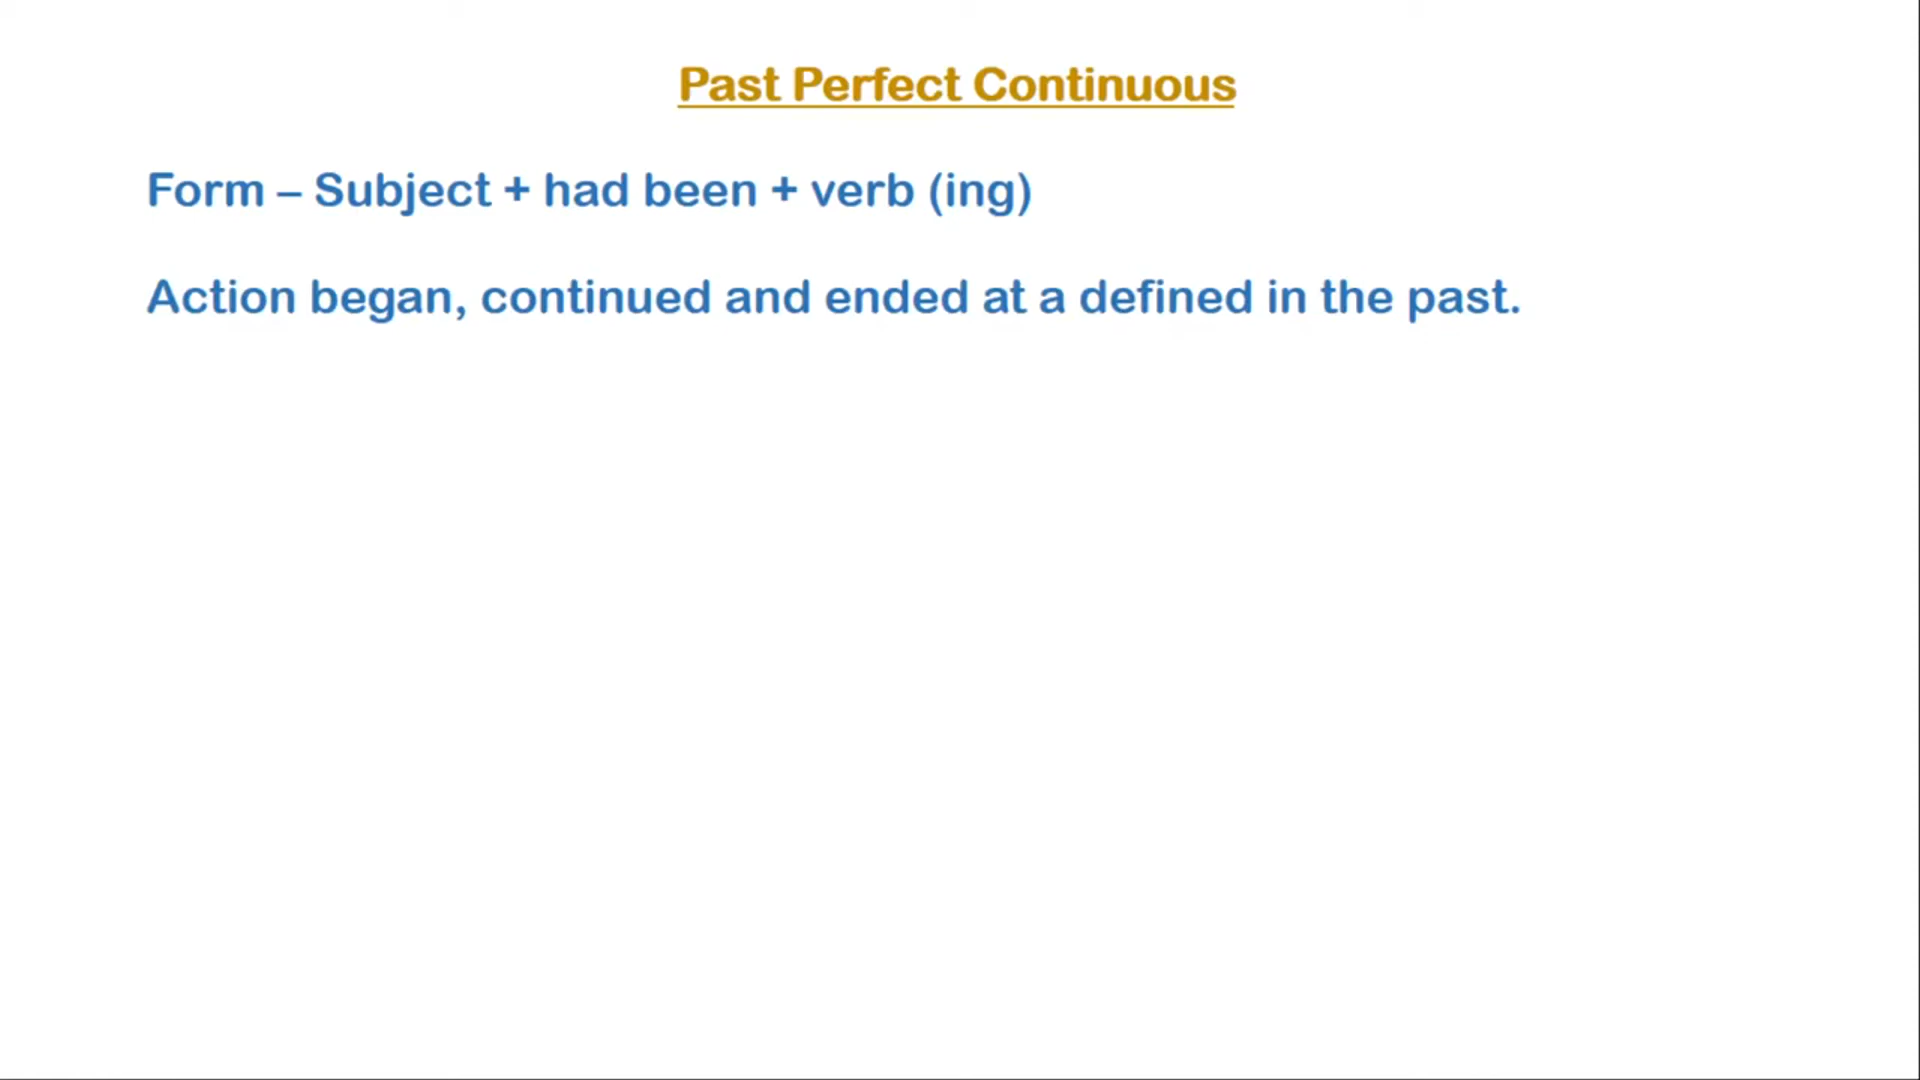 Past Perfect Continuous
Form – Subject + had been + verb (ing)
Action began, continued and ended at a defined in the past.